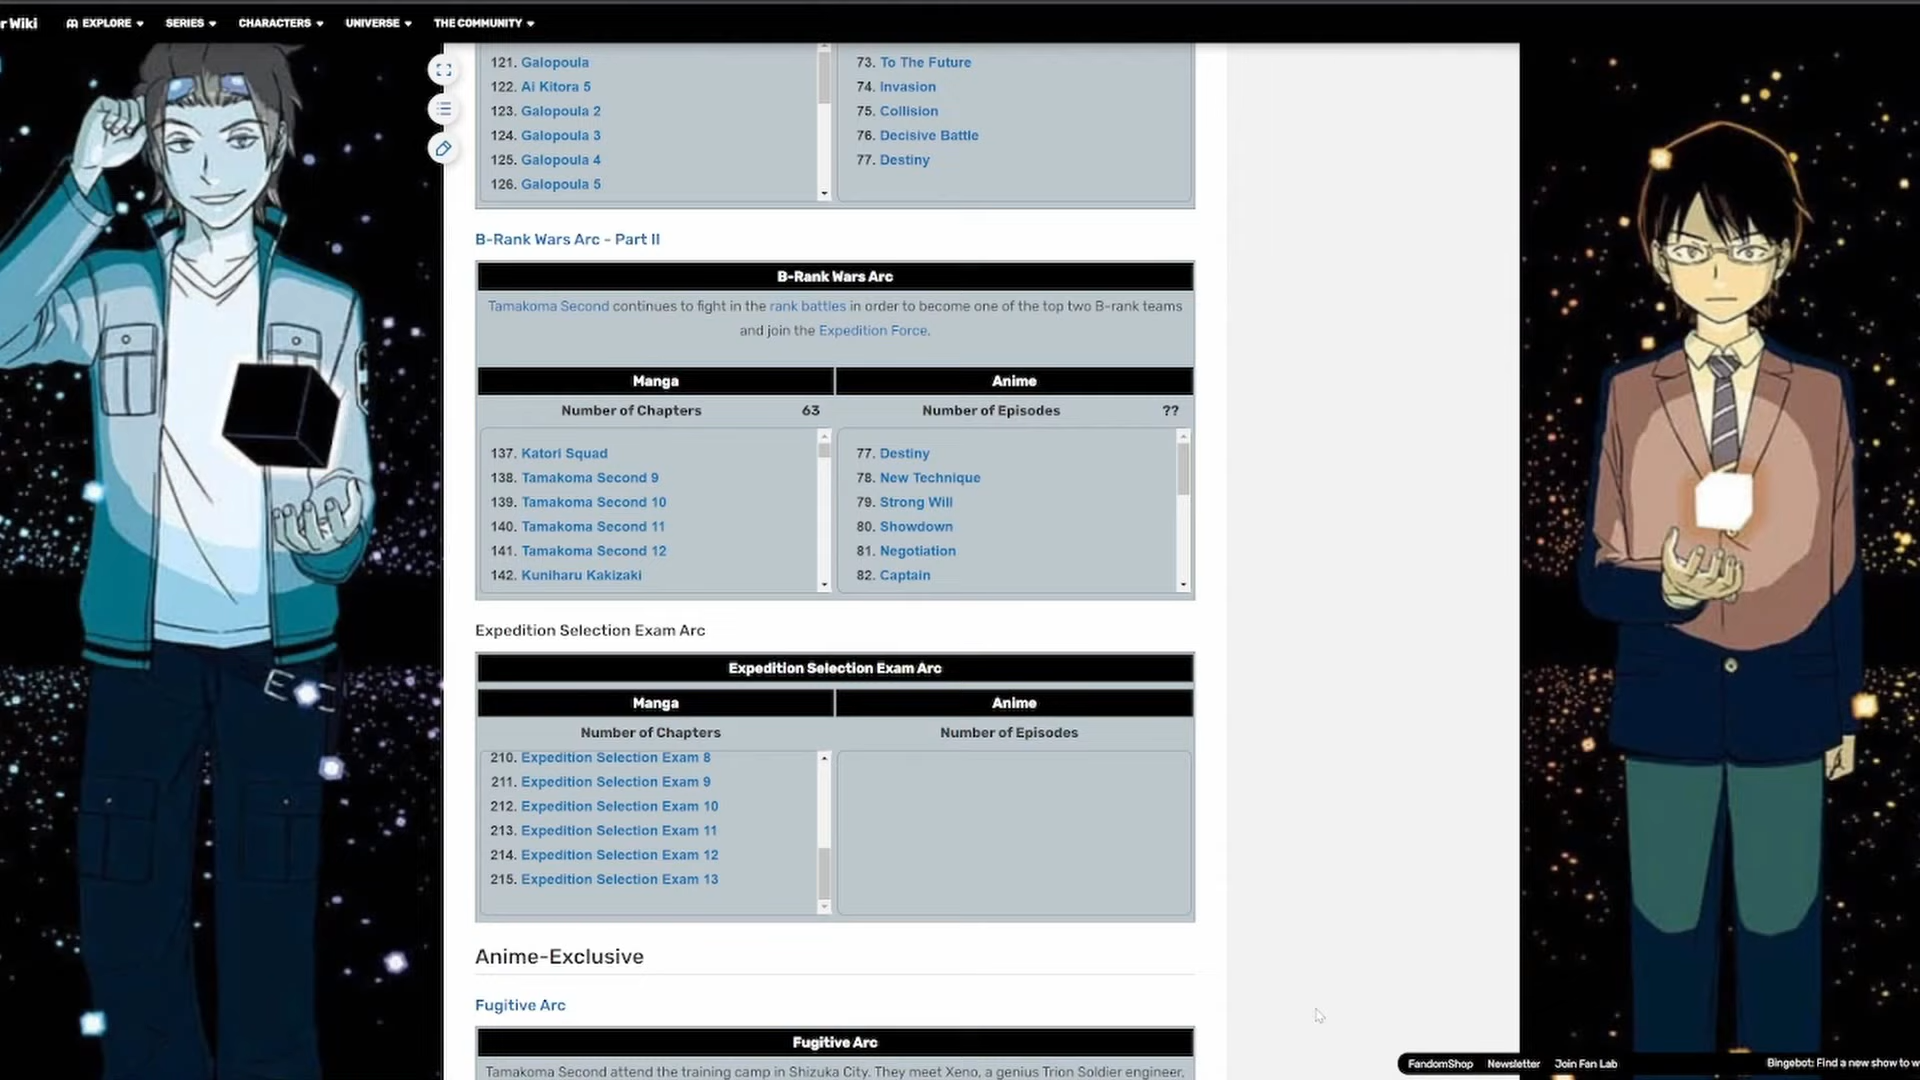 r Wiki
EXPLORE
SERIES
CHARACTERS
UNIVERSE
THE COMMUNITY
121. Galopoula
122. Ai Kitora 5
123. Galopoula 2
124. Galopoula 3
125. Galopoula 4
126. Galopoula 5
73. To The Future
74. Invasion
75. Collision
76. Decisive Battle
77. Destiny
B-Rank Wars Arc - Part II
B-Rank Wars Arc
Tamakoma Second continues to fight in the rank battles in order to become one of the top two B-rank teams
and join the Expedition Force.
Manga
Anime
Number of Chapters 63
Number of Episodes ??
137. Katori Squad
138. Tamakoma Second 9
139. Tamakoma Second 10
140. Tamakoma Second 11
141. Tamakoma Second 12
142. Kuniharu Kakizaki
77. Destiny
78. New Technique
79. Strong Will
80. Showdown
81. Negotiation
82. Captain
Expedition Selection Exam Arc
Expedition Selection Exam Arc
Manga
Anime
Number of Chapters
Number of Episodes
210. Expedition Selection Exam 8
211. Expedition Selection Exam 9
212. Expedition Selection Exam 10
213. Expedition Selection Exam 11
214. Expedition Selection Exam 12
215. Expedition Selection Exam 13
Anime-Exclusive
Fugitive Arc
Fugitive Arc
Tamakoma Second attend the training camp in Shizuka City. They meet Xeno, a genius Trion Soldier engineer,
FandomShop
Newsletter
Join Fan Lab
Bingebot: Find a new show to w